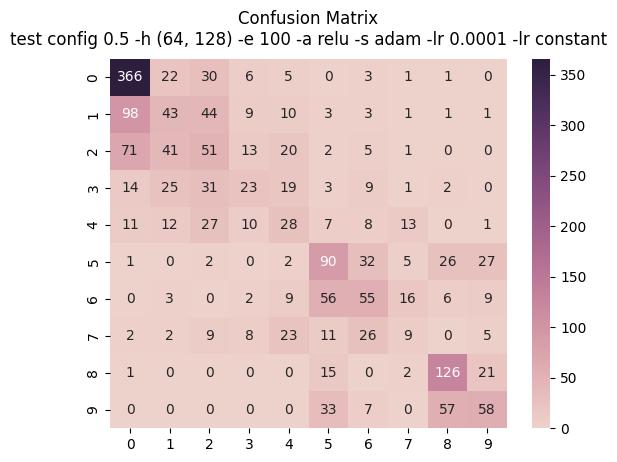 Confusion Matrix
test config 0.5 -h (64, 128) -e 100 -a relu -s adam -lr 0.0001 -lr constant
0 366 22 30 6 5 0 3 1 1 0
1 98 43 44 9 10 3 3 1 1 1
2 71 41 51 13 20 2 5 1 0 0
3 14 25 31 23 19 3 9 1 2 0
4 11 12 27 10 28 7 8 13 0 1
5 1 0 2 0 2 90 32 5 26 27
6 0 3 0 2 9 56 55 16 6 9
7 2 2 9 8 23 11 26 9 0 5
8 1 0 0 0 0 15 0 2 126 21
9 0 0 0 0 0 33 7 0 57 58
0 1 2 3 4 5 6 7 8 9
350
300
250
200
150
100
50
0